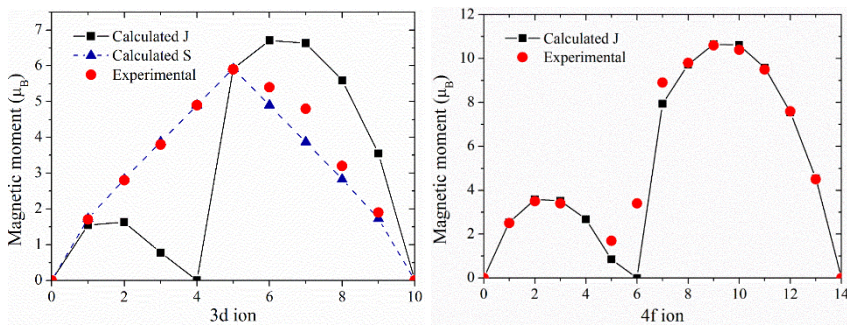 7
6
5
4
3
2
1
0
Magnetic moment (μB)
Calculated J
Calculated S
Experimental
0 2 4 6 8 10
3d ion
12
10
8
6
4
2
0
Magnetic moment (μB)
Calculated J
Experimental
0 2 4 6 8 10 12 14
4f ion